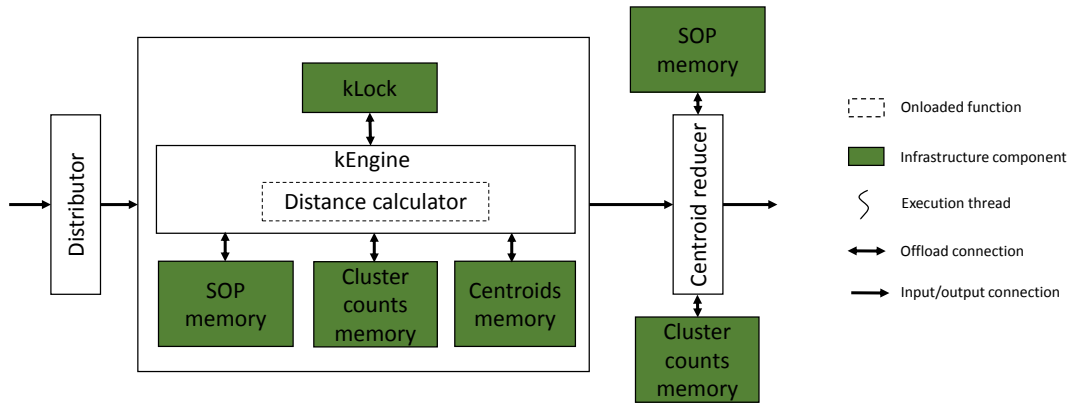 Distributor
kLock
kEngine
Distance calculator
SOP
memory
Cluster
counts
memory
Centroids
memory
SOP
memory
Centroid reducer
Cluster
counts
memory
Onloaded function
Infrastructure component
Execution thread
Offload connection
Input/output connection